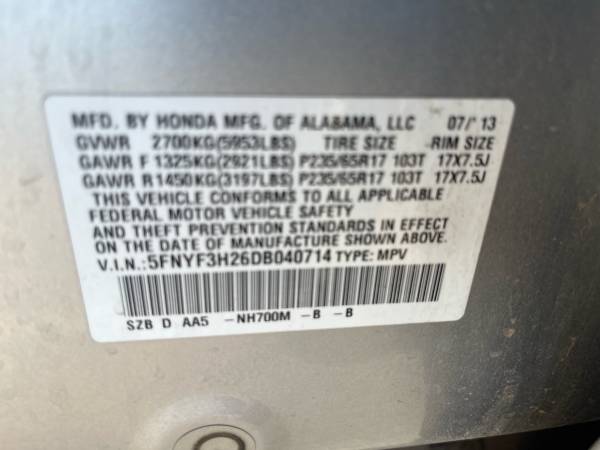 MFD. BY HONDA MFG. OF ALABAMA, LLC 07/'13
GVWR 2700KG(5953LBS) TIRE SIZE RIM SIZE
GAWR F 1325KG(2921LBS) P235/65R17 103T 17X7.5J
GAWR R 1450KG(3197LBS) P235/65R17 103T 17X7.5J
THIS VEHICLE CONFORMS TO ALL APPLICABLE
FEDERAL MOTOR VEHICLE SAFETY
AND THEFT PREVENTION STANDARDS IN EFFECT
ON THE DATE OF MANUFACTURE SHOWN ABOVE.
V.I.N.:5FNYF3H26DB040714 TYPE: MPV
SZB D AA5 -NH700M -B -B